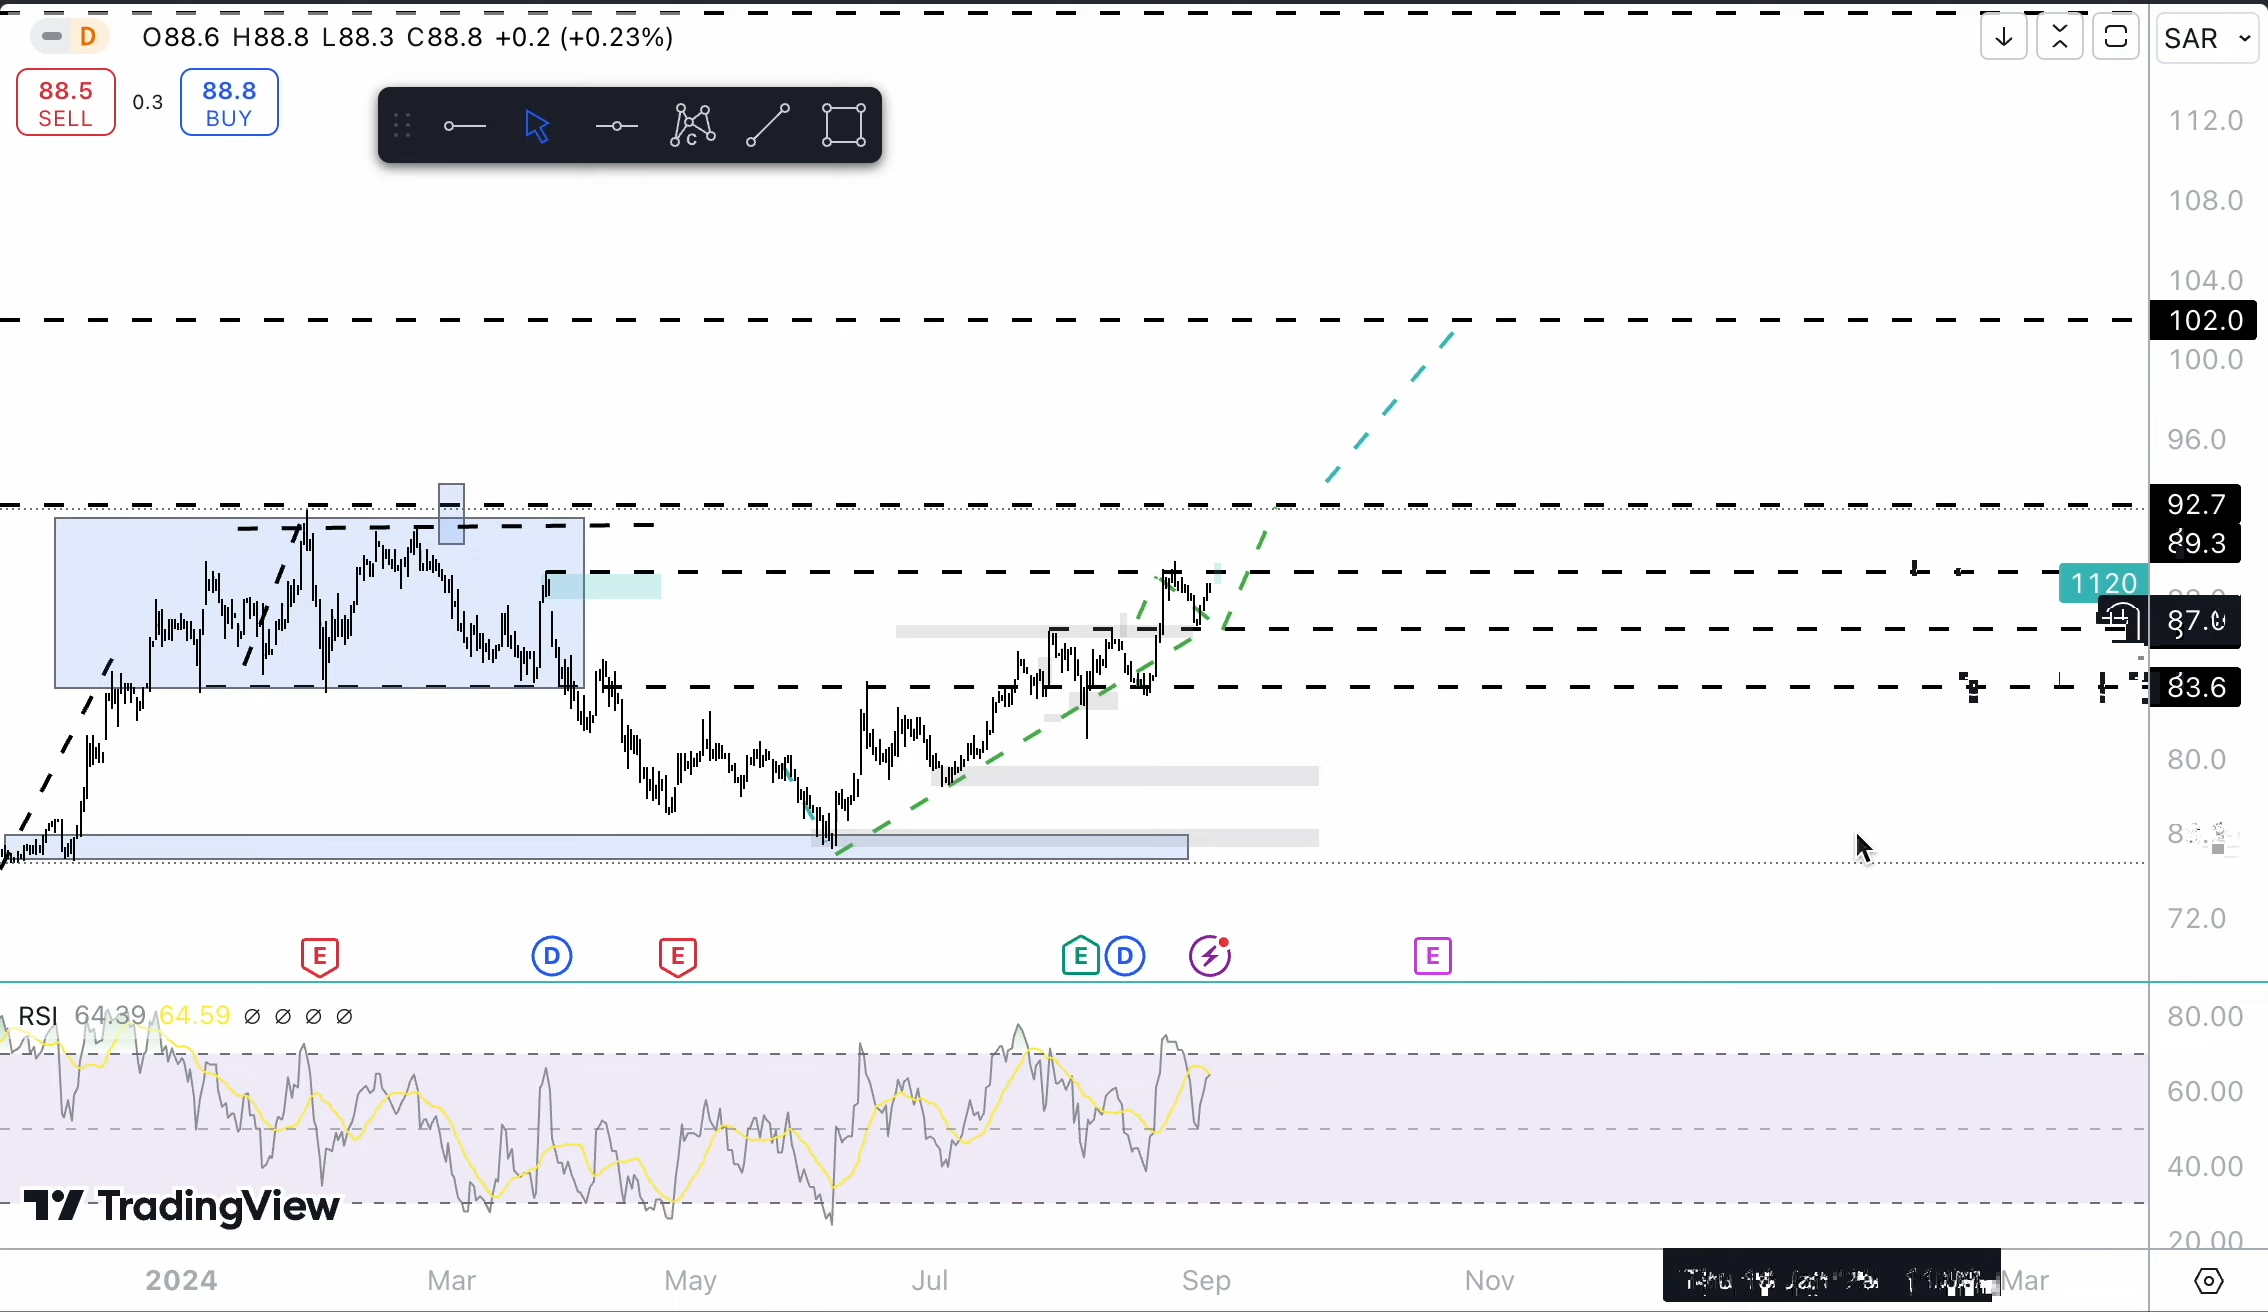 D O88.6 H88.8 L88.3 C88.8 +0.2 (+0.23%)
SAR
88.5
SELL
0.3
88.8
BUY
C
112.0
108.0
104.0
102.0
100.0
96.0
92.7
89.3
1120
87.0
83.6
80.0
72.0
E D E E D E
RSI 64.39 64.59 ∅ ∅ ∅ ∅
80.00
60.00
40.00
20.00
TradingView
2024 Mar May Jul Sep Nov Mar